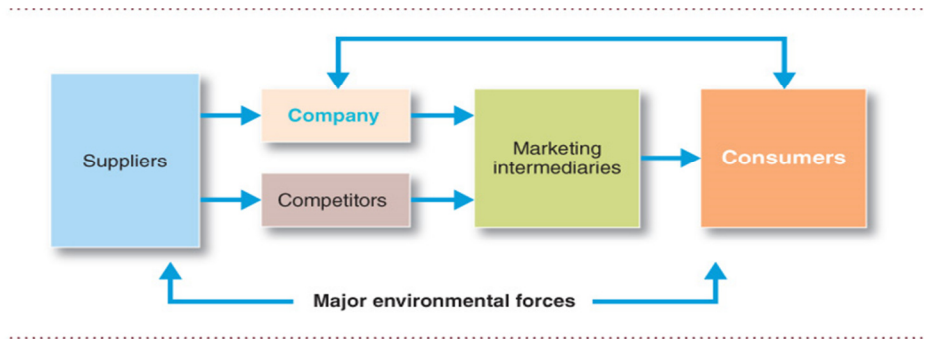 Suppliers
Company
Competitors
Marketing
intermediaries
Consumers
Major environmental forces